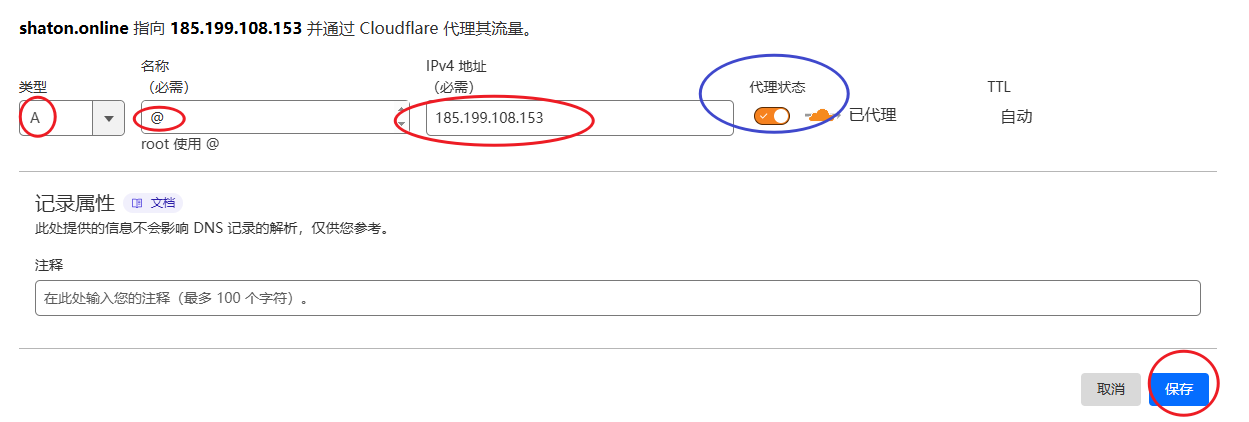 shaton.online 指向 185.199.108.153 并通过 Cloudflare 代理其流量。
类型
名称
（必需）
IPv4 地址
（必需）
代理状态
TTL
A
@
185.199.108.153
已代理
自动
root 使用 @
记录属性 文档
此处提供的信息不会影响 DNS 记录的解析，仅供您参考。
注释
在此处输入您的注释（最多 100 个字符）。
取消
保存